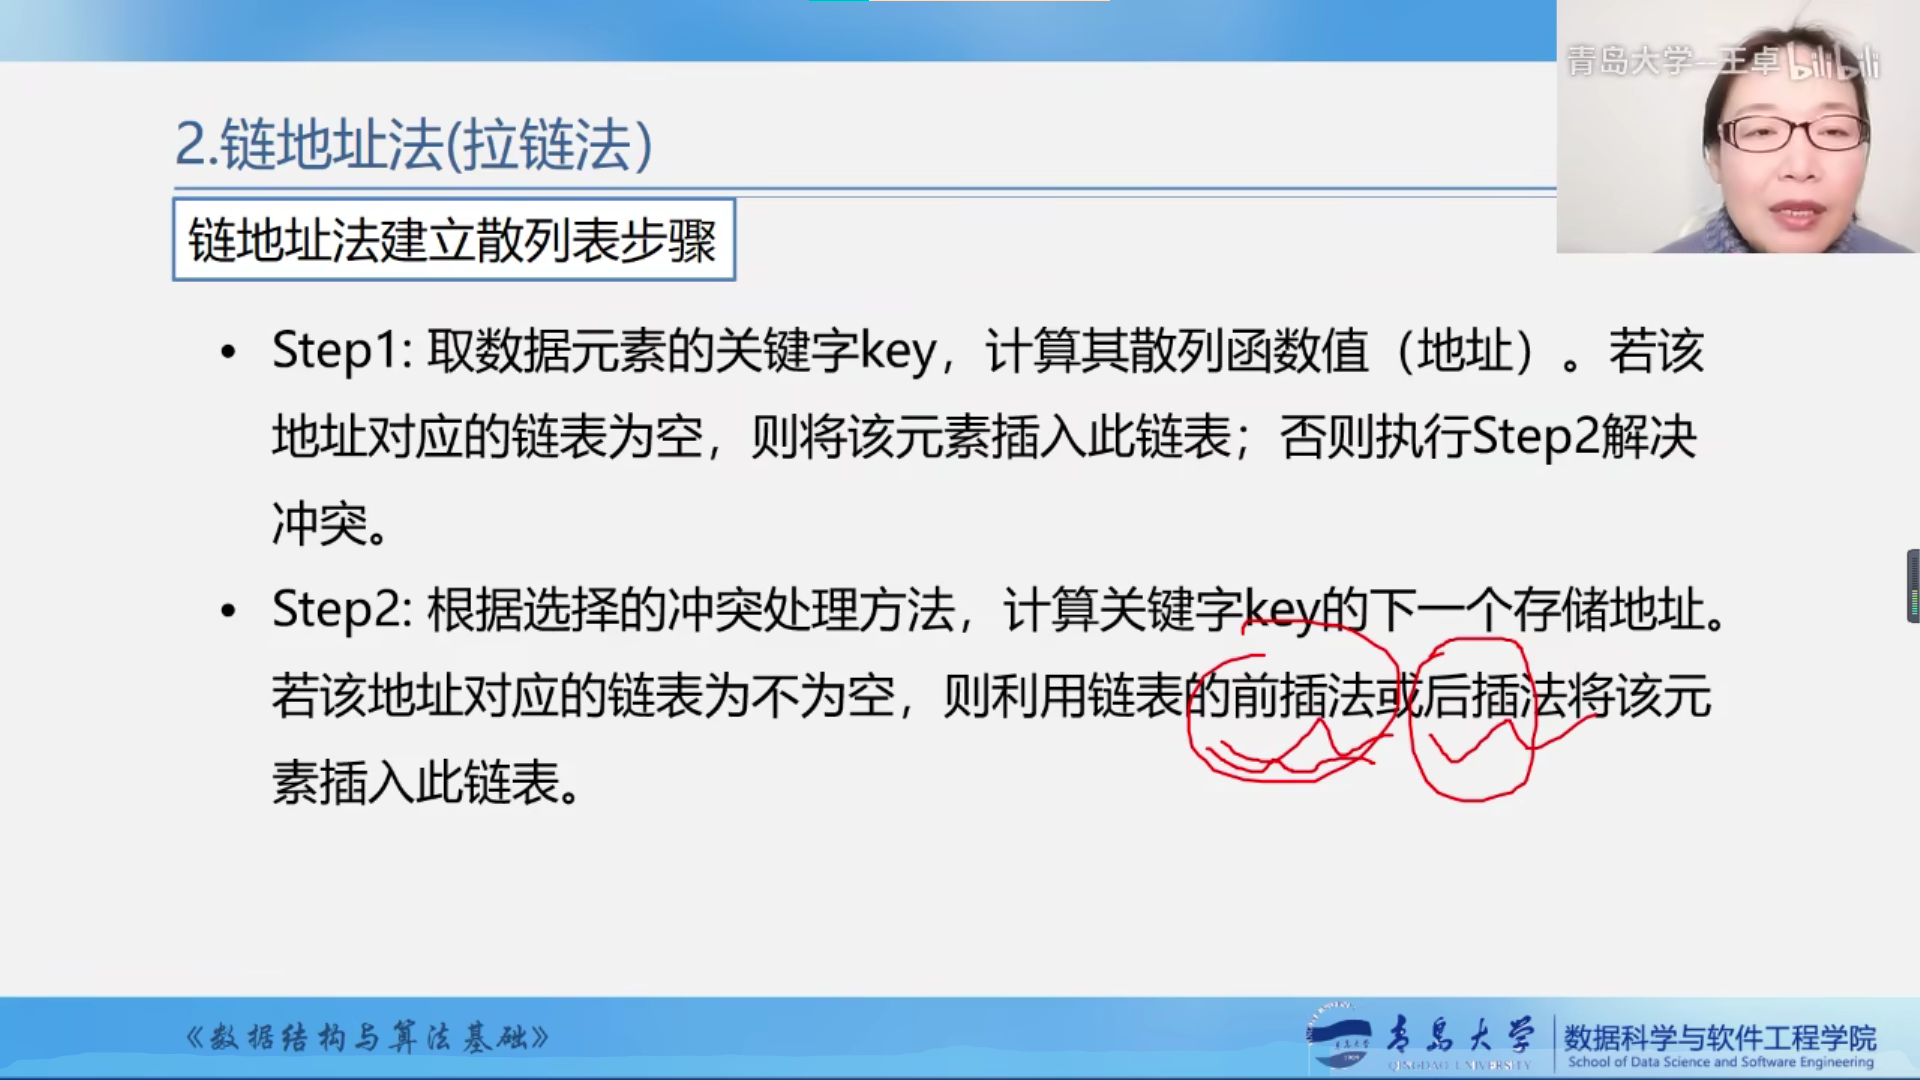 青岛大学—王卓 bilibili
2.链地址法(拉链法）
链地址法建立散列表步骤
• Step1: 取数据元素的关键字key，计算其散列函数值（地址）。若该
地址对应的链表为空，则将该元素插入此链表；否则执行Step2解决
冲突。
• Step2: 根据选择的冲突处理方法，计算关键字key的下一个存储地址。
若该地址对应的链表为不为空，则利用链表的前插法或后插法将该元
素插入此链表。
《数据结构与算法基础》
青岛大学
QINGDAO UNIVERSITY
数据科学与软件工程学院
School of Data Science and Software Engineering